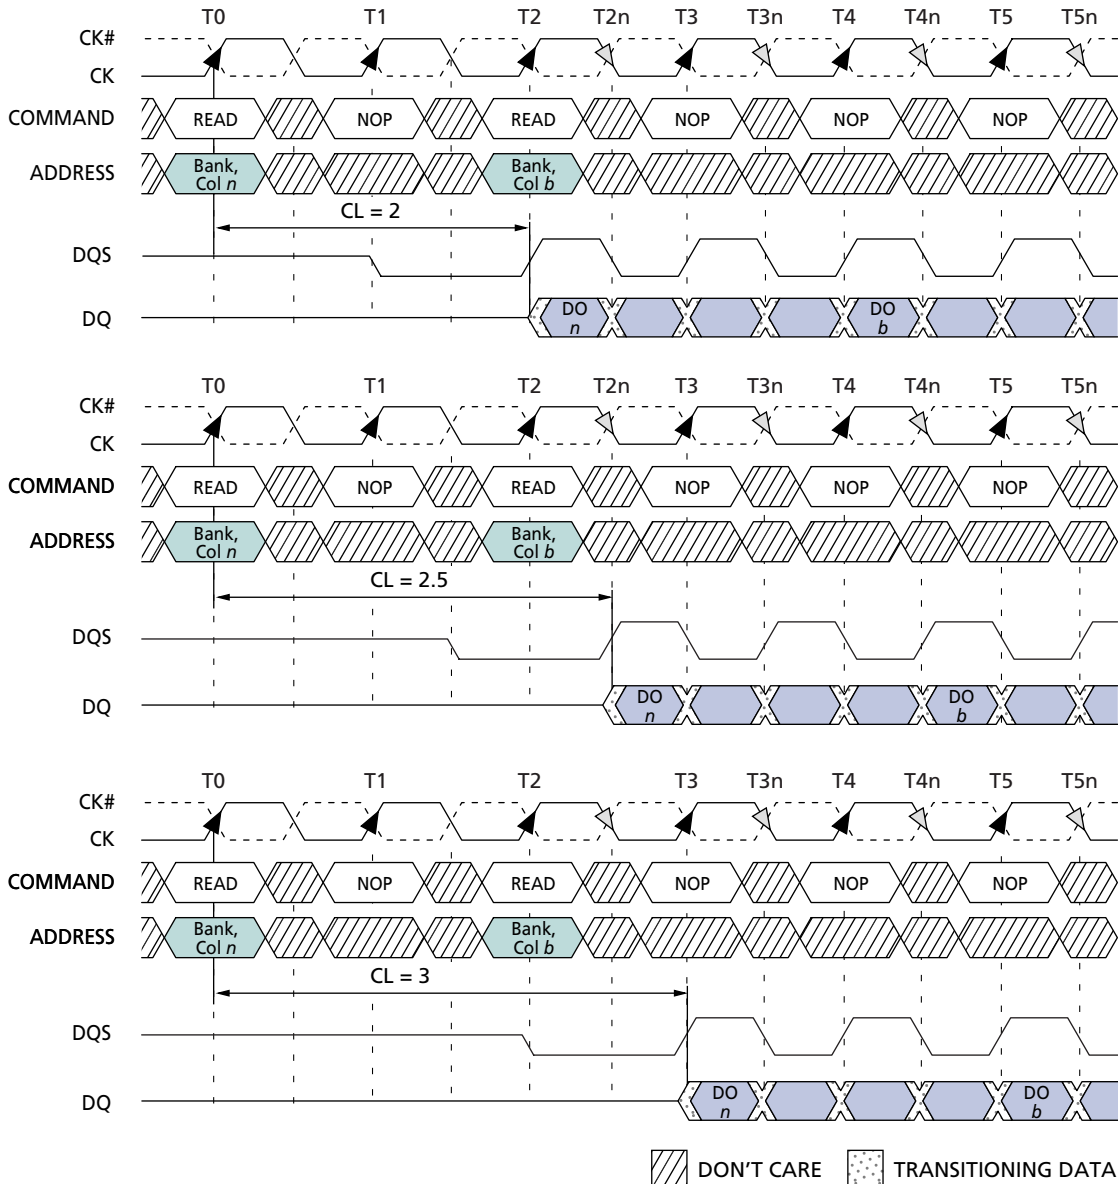 T0 T1 T2 T2n T3 T3n T4 T4n T5 T5n
CK#
CK
COMMAND READ NOP READ NOP NOP NOP
ADDRESS Bank, Col n Bank, Col b
CL = 2
DQS
DQ DO n DO b
T0 T1 T2 T2n T3 T3n T4 T4n T5 T5n
CK#
CK
COMMAND READ NOP READ NOP NOP NOP
ADDRESS Bank, Col n Bank, Col b
CL = 2.5
DQS
DQ DO n DO b
T0 T1 T2 T3 T3n T4 T4n T5 T5n
CK#
CK
COMMAND READ NOP READ NOP NOP NOP
ADDRESS Bank, Col n Bank, Col b
CL = 3
DQS
DQ DO n DO b
DON'T CARE TRANSITIONING DATA